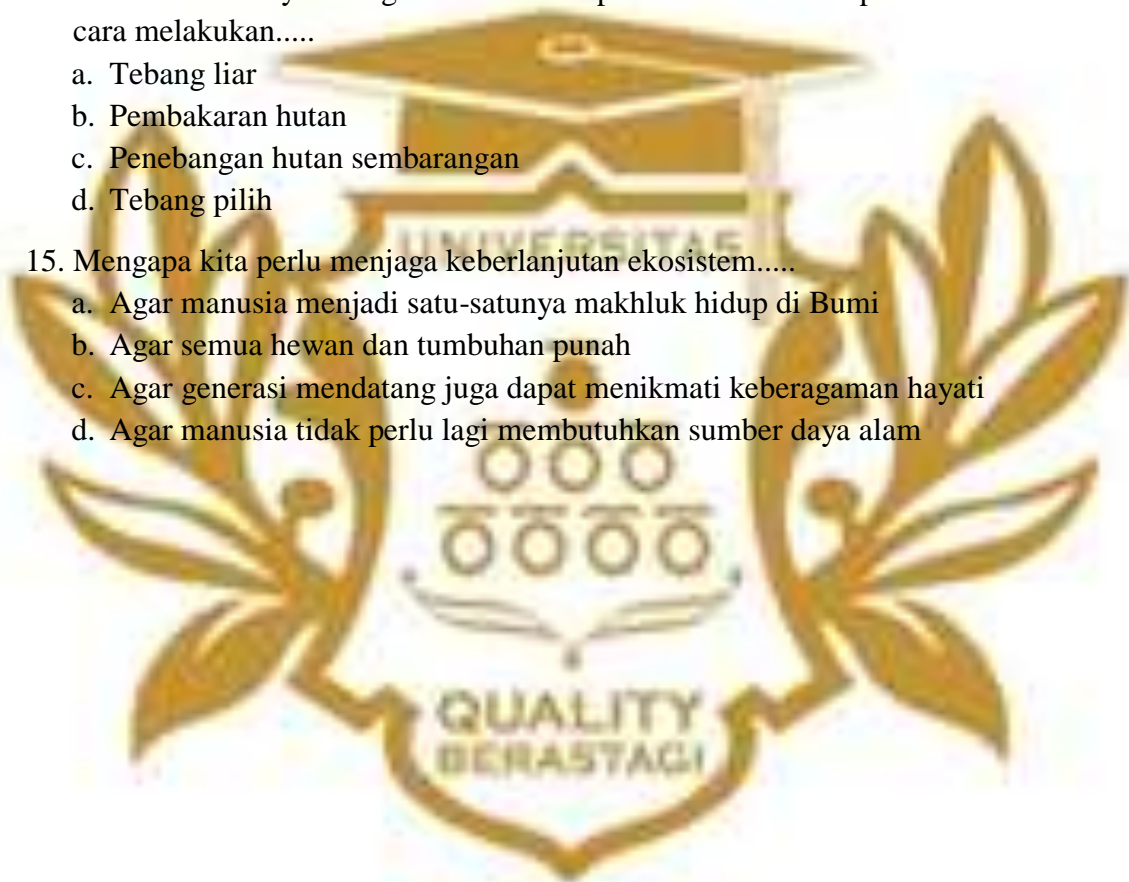 cara melakukan.....
a. Tebang liar
b. Pembakaran hutan
c. Penebangan hutan sembarangan
d. Tebang pilih
UNIVERSITAS
15. Mengapa kita perlu menjaga keberlanjutan ekosistem.....
a. Agar manusia menjadi satu-satunya makhluk hidup di Bumi
b. Agar semua hewan dan tumbuhan punah
c. Agar generasi mendatang juga dapat menikmati keberagaman hayati
d. Agar manusia tidak perlu lagi membutuhkan sumber daya alam
QUALITY
BERASTAGI